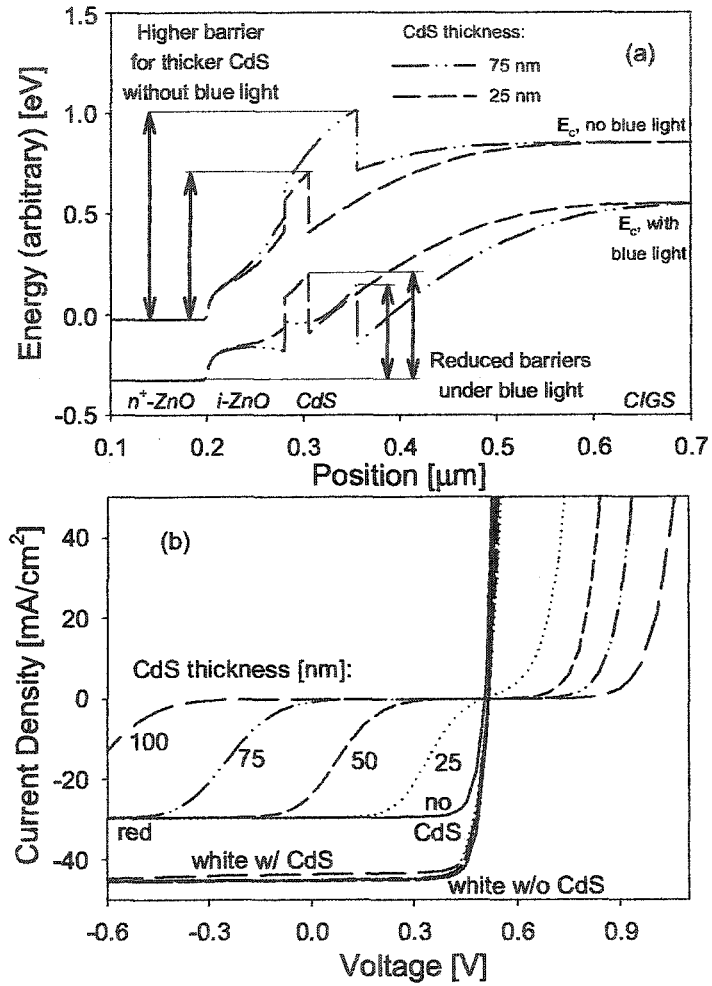 1.5
Higher barrier
for thicker CdS
without blue light
CdS thickness:
75 nm
25 nm
(a)
1.0
E_c, no blue light
0.5
E_c, with
blue light
0.0
Reduced barriers
under blue light
n⁺-ZnO i-ZnO CdS CIGS
-0.5
0.1 0.2 0.3 0.4 0.5 0.6 0.7
Position [μm]
Energy (arbitrary) [eV]
(b)
40
20
CdS thickness [nm]:
0
100
75
50
25
-20
no
CdS
red
-40
white w/ CdS
white w/o CdS
-0.6 -0.3 0.0 0.3 0.6 0.9
Voltage [V]
Current Density [mA/cm²]